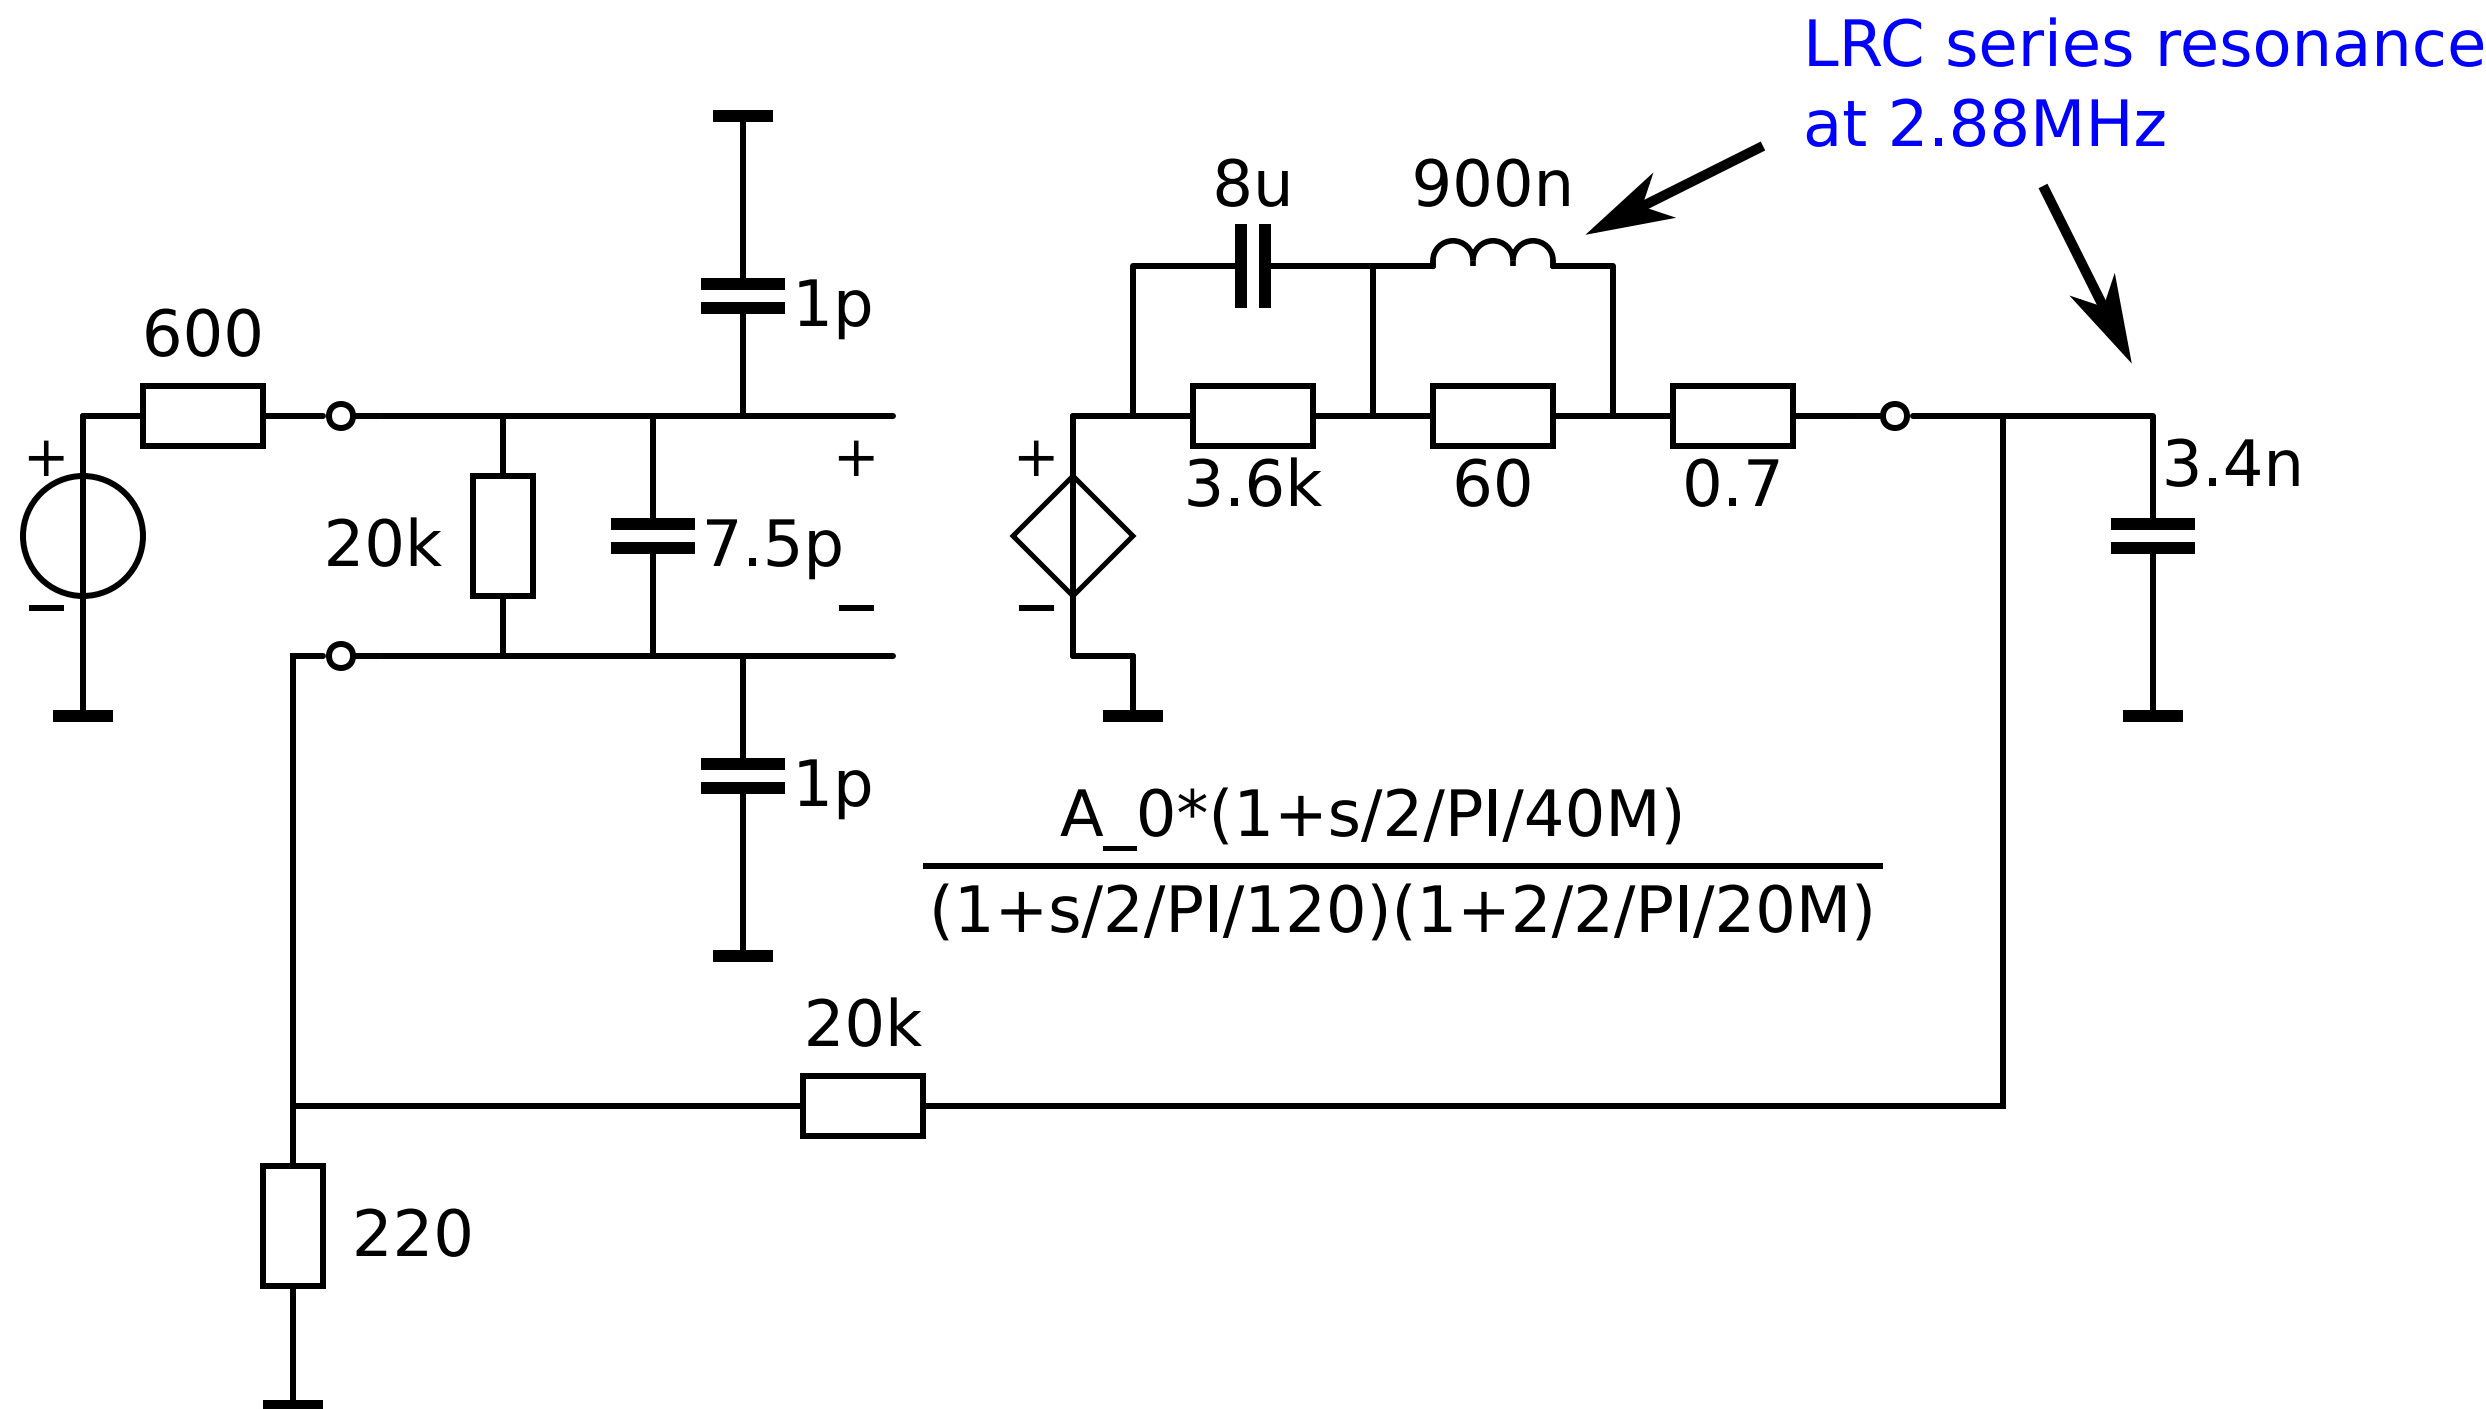 LRC series resonance
at 2.88MHz
8u
900n
1p
600
+
+
+
3.4n
3.6k
60
0.7
20k
7.5p
−
−
−
1p
A_0*(1+s/2/PI/40M)
(1+s/2/PI/120)(1+2/2/PI/20M)
20k
220